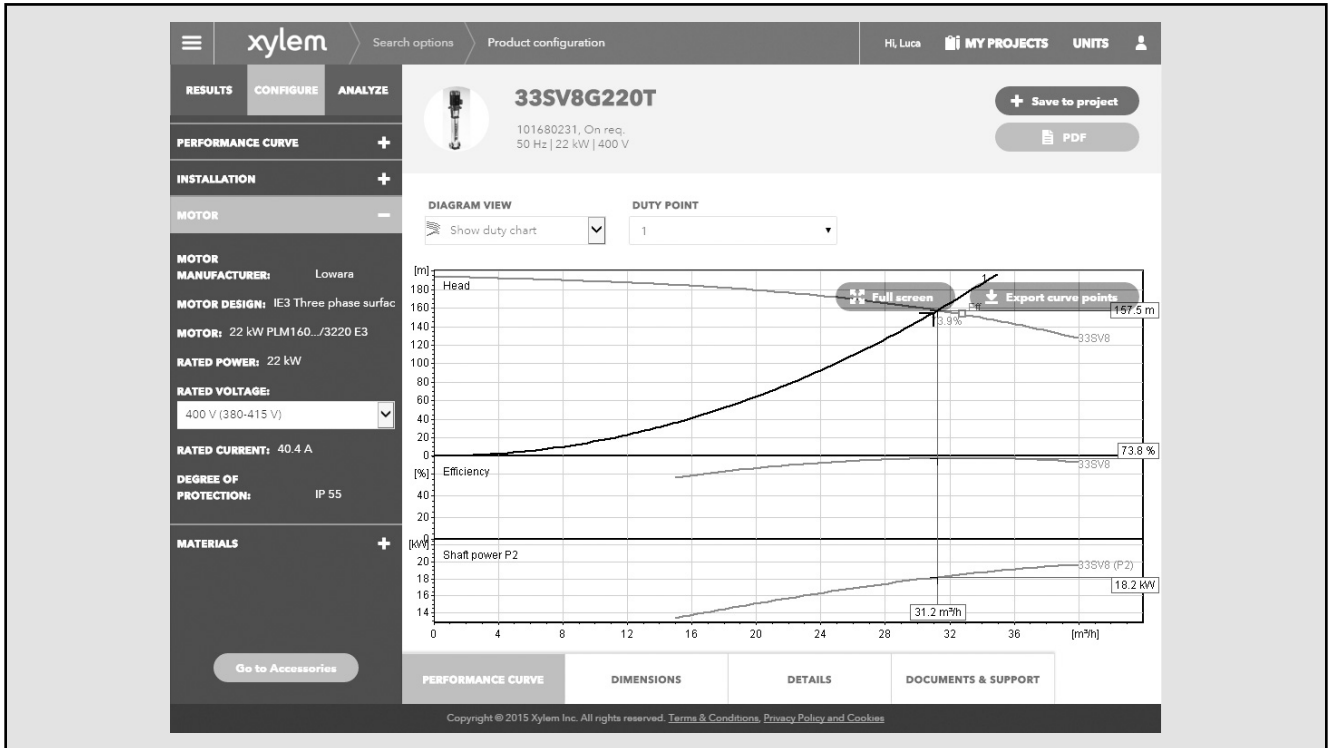 xylem
Search options
Product configuration
Hi, Luca
MY PROJECTS
UNITS
RESULTS
CONFIGURE
ANALYZE
PERFORMANCE CURVE +
INSTALLATION +
MOTOR −
MOTOR
MANUFACTURER: Lowara
MOTOR DESIGN: IE3 Three phase surfac
MOTOR: 22 kW PLM160.../3220 E3
RATED POWER: 22 kW
RATED VOLTAGE:
400 V (380-415 V)
RATED CURRENT: 40.4 A
DEGREE OF
PROTECTION: IP 55
MATERIALS +
Go to Accessories
33SV8G220T
101680231, On req.
50 Hz | 22 kW | 400 V
+ Save to project
PDF
DIAGRAM VIEW
Show duty chart
DUTY POINT
1
[m]
Head
180
160
140
120
100
80
60
40
20
0
1
Full screen
Export curve points
Eff
3.9%
157.5 m
33SV8
[%]
Efficiency
40
20
0
73.8 %
33SV8
[kW]
Shaft power P2
20
18
16
14
33SV8 (P2)
18.2 kW
31.2 m³/h
0 4 8 12 16 20 24 28 32 36 [m³/h]
PERFORMANCE CURVE
DIMENSIONS
DETAILS
DOCUMENTS & SUPPORT
Copyright © 2015 Xylem Inc. All rights reserved. Terms & Conditions, Privacy Policy and Cookies